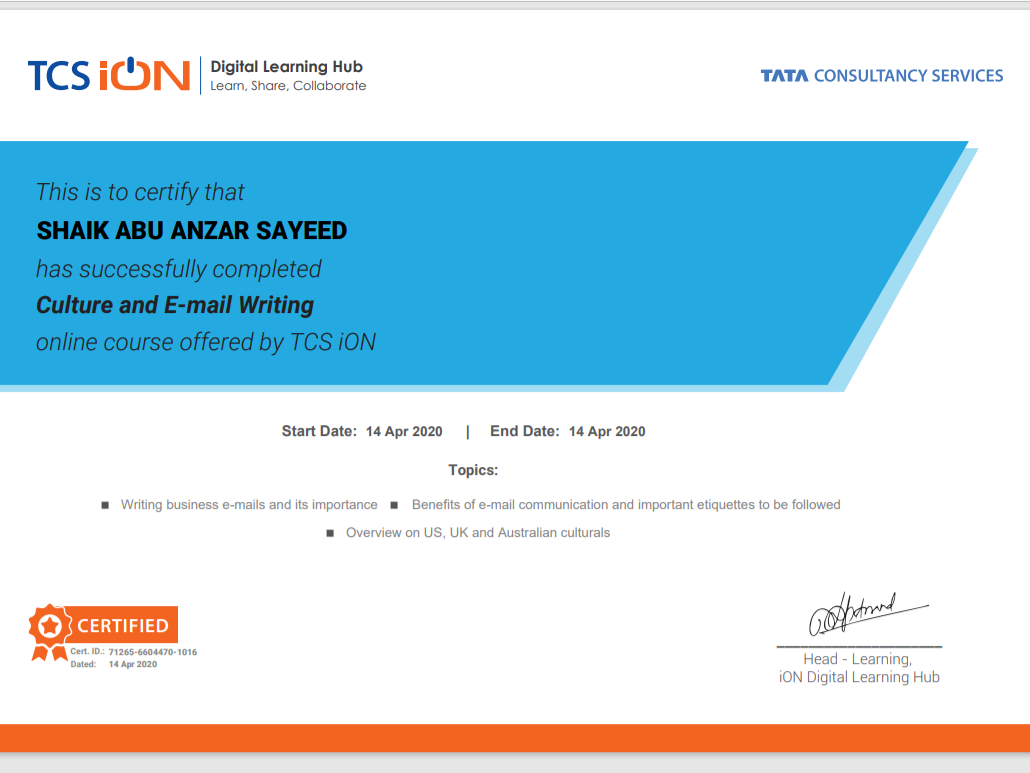 TCS iON Digital Learning Hub
Learn, Share, Collaborate
TATA CONSULTANCY SERVICES
This is to certify that
SHAIK ABU ANZAR SAYEED
has successfully completed
Culture and E-mail Writing
online course offered by TCS iON
Start Date: 14 Apr 2020 | End Date: 14 Apr 2020
Topics:
■ Writing business e-mails and its importance ■ Benefits of e-mail communication and important etiquettes to be followed
■ Overview on US, UK and Australian culturals
CERTIFIED
Cert. ID.: 71265-6604470-1016
Dated: 14 Apr 2020
Head - Learning,
iON Digital Learning Hub